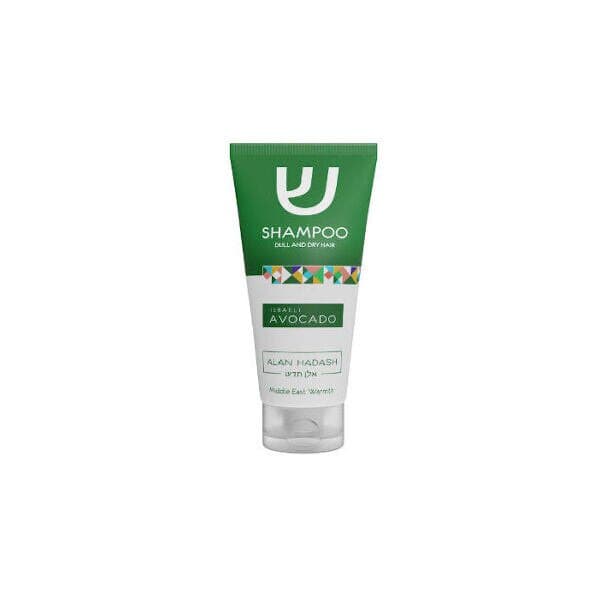 ש
SHAMPOO
DULL AND DRY HAIR
ISRAELI
AVOCADO
ALAN HADASH
אלן חדש
Middle East Warmth